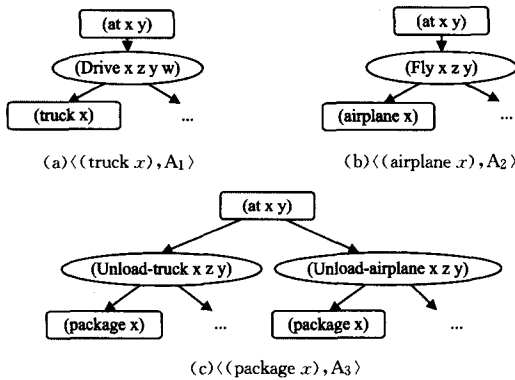 (at x y)
(at x y)
(Drive x z y w)
(Fly x z y)
(truck x)
...
(airplane x)
...
(a)⟨(truck x),A₁⟩
(b)⟨(airplane x),A₂⟩
(at x y)
(Unload-truck x z y)
(Unload-airplane x z y)
(package x)
...
(package x)
...
(c)⟨(package x),A₃⟩